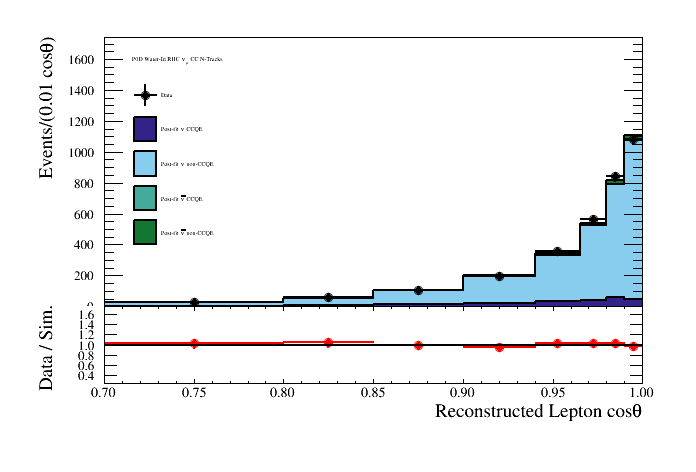 Events/(0.01 cosθ)
1600
1400
1200
1000
800
600
400
200
0
P0D Water-In RHC νμ CC N-Tracks
Data
Post-fit ν CCQE
Post-fit ν non-CCQE
Post-fit ν̅ CCQE
Post-fit ν̅ non-CCQE
Data / Sim.
1.6
1.4
1.2
1.0
0.8
0.6
0.4
0.70 0.75 0.80 0.85 0.90 0.95 1.00
Reconstructed Lepton cosθ